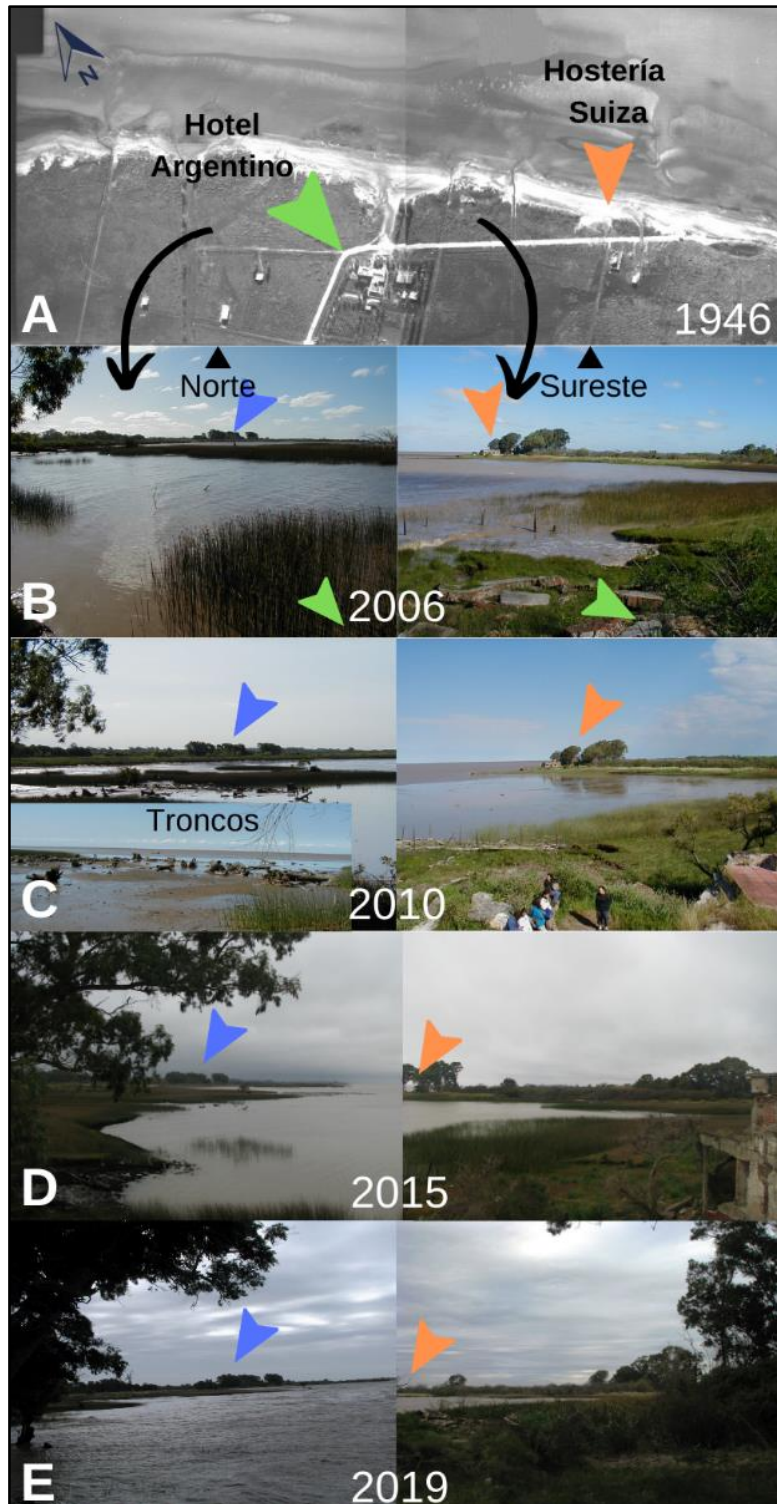 N
Hostería
Suiza
Hotel
Argentino
A
1946
Norte
Sureste
B
2006
Troncos
C
2010
D
2015
E
2019